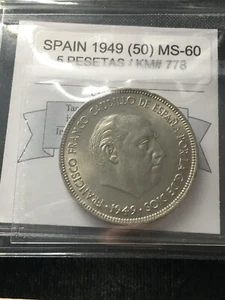 SPAIN 1949 (50) MS-60
5 PESETAS / KM# 778
FRANCISCO FRANCO CAUDILLO DE ESPAÑA POR LA G. DE DIOS
·1949·